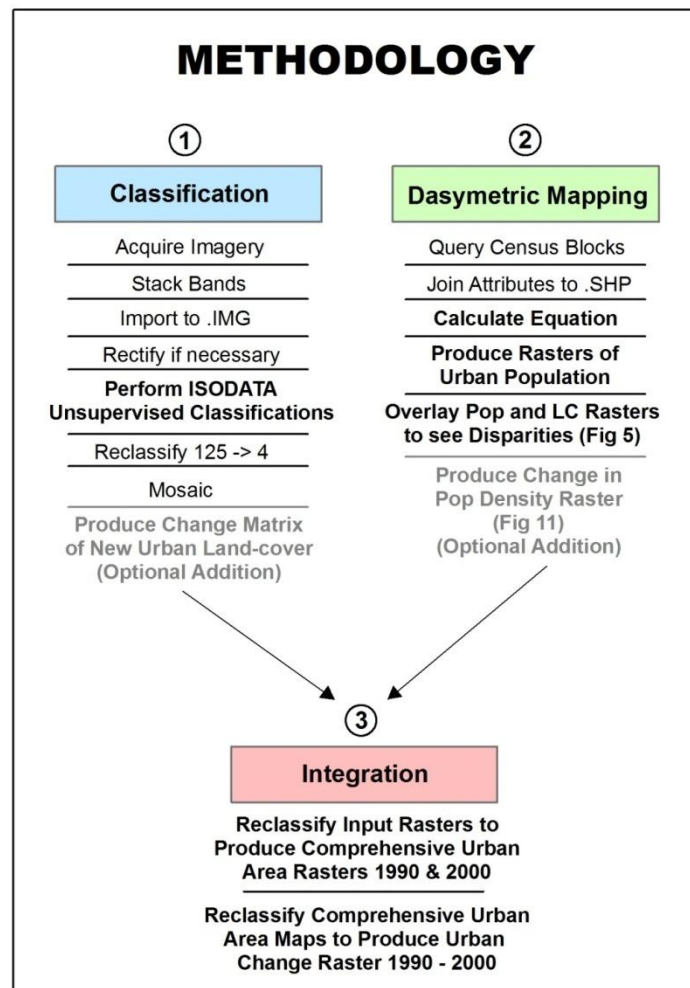 METHODOLOGY
1
Classification
Acquire Imagery
Stack Bands
Import to .IMG
Rectify if necessary
Perform ISODATA
Unsupervised Classifications
Reclassify 125 -> 4
Mosaic
Produce Change Matrix
of New Urban Land-cover
(Optional Addition)
2
Dasymetric Mapping
Query Census Blocks
Join Attributes to .SHP
Calculate Equation
Produce Rasters of
Urban Population
Overlay Pop and LC Rasters
to see Disparities (Fig 5)
Produce Change in
Pop Density Raster
(Fig 11)
(Optional Addition)
3
Integration
Reclassify Input Rasters to
Produce Comprehensive Urban
Area Rasters 1990 & 2000
Reclassify Comprehensive Urban
Area Maps to Produce Urban
Change Raster 1990 - 2000